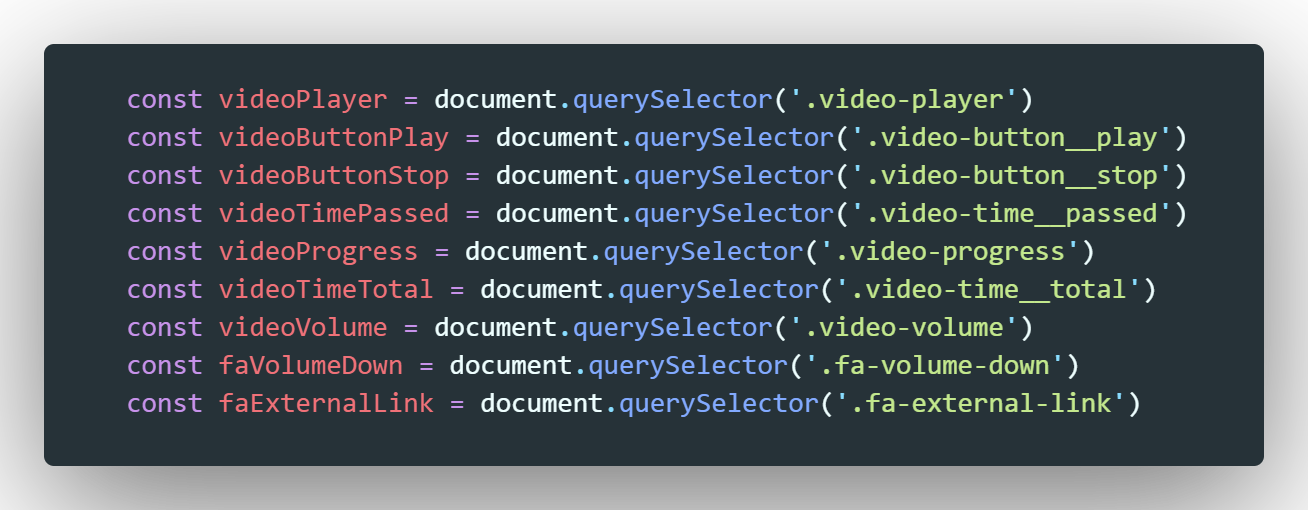 const videoPlayer = document.querySelector('.video-player')
const videoButtonPlay = document.querySelector('.video-button__play')
const videoButtonStop = document.querySelector('.video-button__stop')
const videoTimePassed = document.querySelector('.video-time__passed')
const videoProgress = document.querySelector('.video-progress')
const videoTimeTotal = document.querySelector('.video-time__total')
const videoVolume = document.querySelector('.video-volume')
const faVolumeDown = document.querySelector('.fa-volume-down')
const faExternalLink = document.querySelector('.fa-external-link')